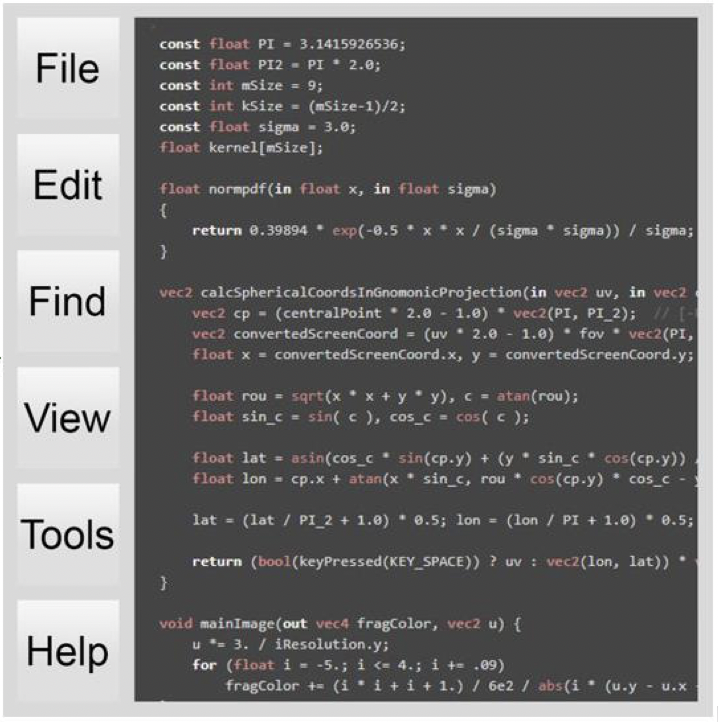 File
Edit
Find
View
Tools
Help
const float PI = 3.1415926536;
const float PI2 = PI * 2.0;
const int mSize = 9;
const int kSize = (mSize-1)/2;
const float sigma = 3.0;
float kernel[mSize];
float normpdf(in float x, in float sigma)
{
return 0.39894 * exp(-0.5 * x * x / (sigma * sigma)) / sigma;
}
vec2 calcSphericalCoordsInGnomonicProjection(in vec2 uv, in vec2
vec2 cp = (centralPoint * 2.0 - 1.0) * vec2(PI, PI_2); // [-
vec2 convertedScreenCoord = (uv * 2.0 - 1.0) * fov * vec2(PI,
float x = convertedScreenCoord.x, y = convertedScreenCoord.y;
float rou = sqrt(x * x + y * y), c = atan(rou);
float sin_c = sin( c ), cos_c = cos( c );
float lat = asin(cos_c * sin(cp.y) + (y * sin_c * cos(cp.y)) /
float lon = cp.x + atan(x * sin_c, rou * cos(cp.y) * cos_c -
lat = (lat / PI_2 + 1.0) * 0.5; lon = (lon / PI + 1.0) * 0.5;
return (bool(keyPressed(KEY_SPACE)) ? uv : vec2(lon, lat)) *
}
void mainImage(out vec4 fragColor, vec2 u) {
u *= 3. / iResolution.y;
for (float i = -5.; i <= 4.; i += .09)
fragColor += (i * i + i + 1.) / 6e2 / abs(i * (u.y - u.x